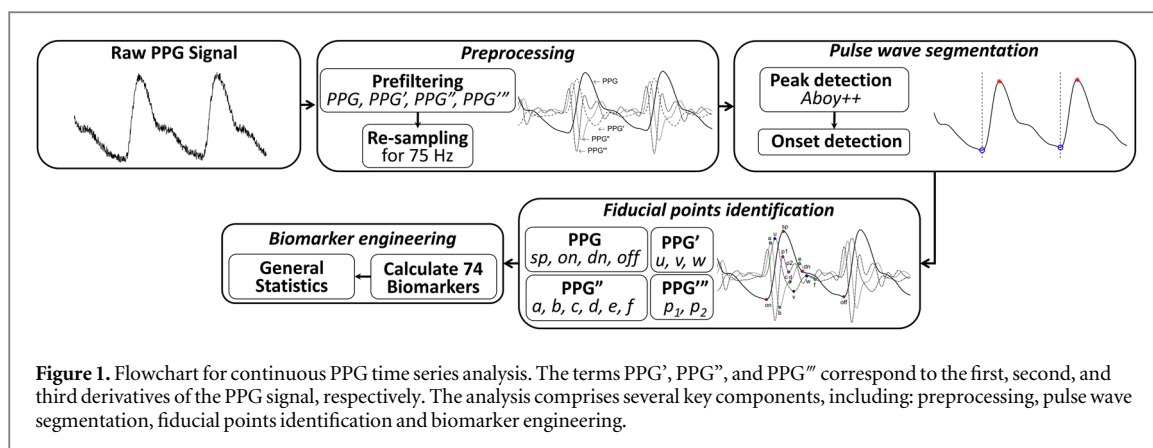 Raw PPG Signal
Preprocessing
Prefiltering
PPG, PPG', PPG", PPG'"
Re-sampling
for 75 Hz
PPG
PPG'
PPG"
PPG'"
Pulse wave segmentation
Peak detection
Aboy++
Onset detection
Fiducial points identification
PPG
sp, on, dn, off
PPG'
u, v, w
PPG"
a, b, c, d, e, f
PPG'"
p1, p2
sp
u
a
p1
p2
e
dn
c
d
w
f
v
on
b
off
Biomarker engineering
General
Statistics
Calculate 74
Biomarkers
Figure 1. Flowchart for continuous PPG time series analysis. The terms PPG', PPG", and PPG‴ correspond to the first, second, and
third derivatives of the PPG signal, respectively. The analysis comprises several key components, including: preprocessing, pulse wave
segmentation, fiducial points identification and biomarker engineering.